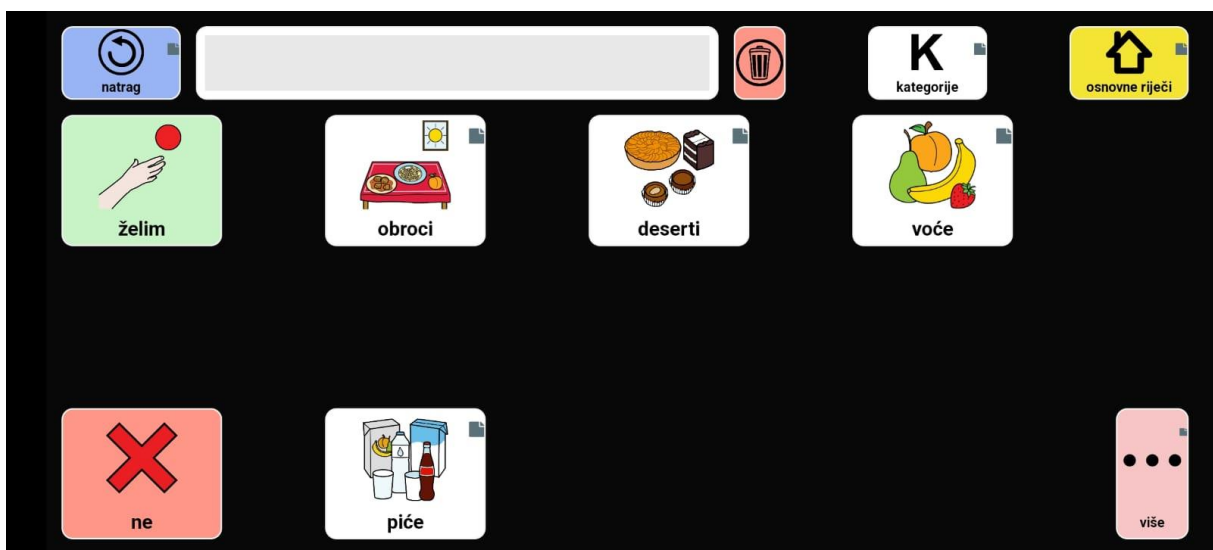 natrag
K
kategorije
osnovne riječi
želim
obroci
deserti
voće
ne
piće
više